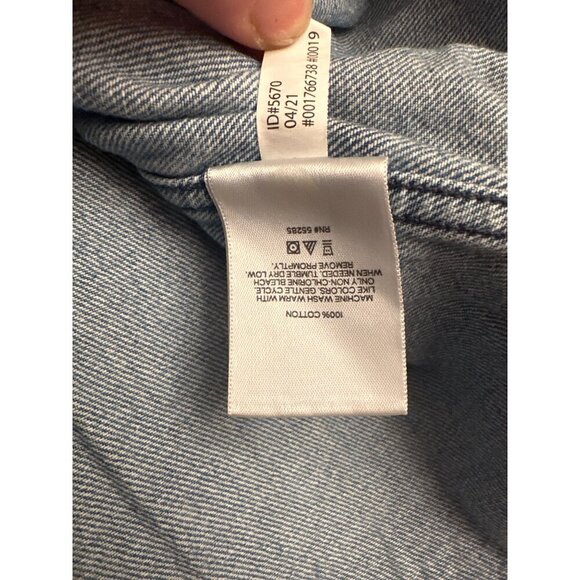 ID#5670
04/21
#001766738 #0019
100% COTTON
MACHINE WASH WARM WITH
LIKE COLORS. GENTLE CYCLE.
ONLY NON-CHLORINE BLEACH
WHEN NEEDED. TUMBLE DRY LOW.
REMOVE PROMPTLY.
RN# 55285